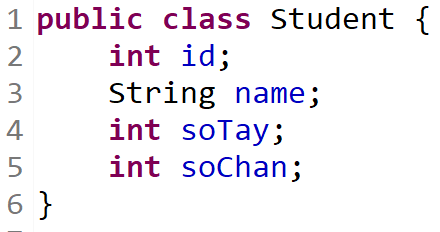 1 public class Student {
2     int id;
3     String name;
4     int soTay;
5     int soChan;
6 }